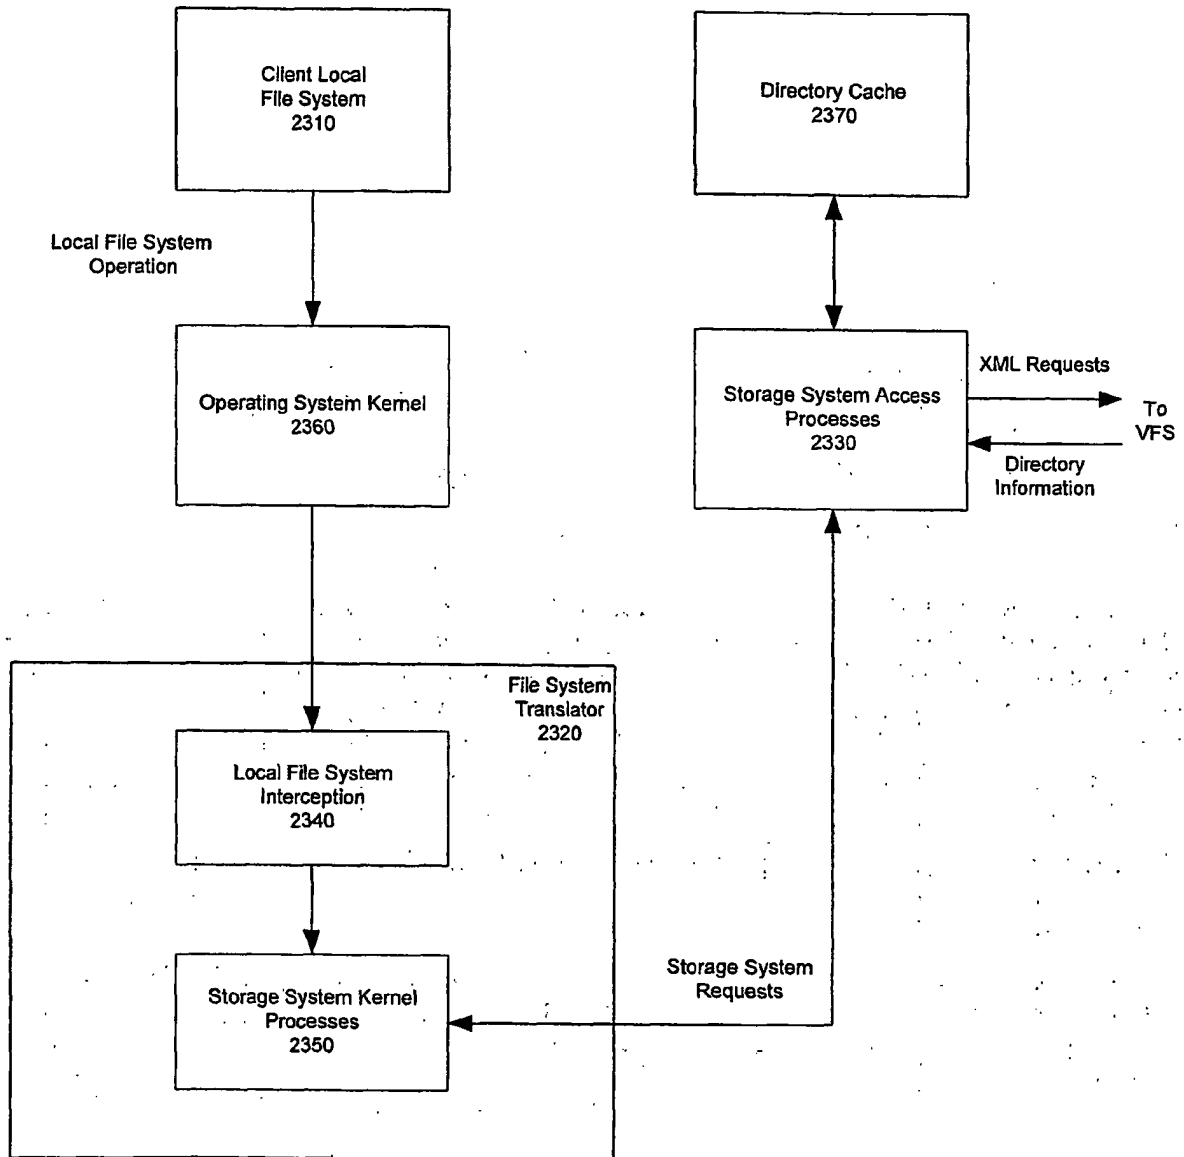 Client Local
File System
2310
Directory Cache
2370
Local File System
Operation
Operating System Kernel
2360
Storage System Access
Processes
2330
XML Requests
To
VFS
Directory
Information
File System
Translator
2320
Local File System
Interception
2340
Storage System Kernel
Processes
2350
Storage System
Requests